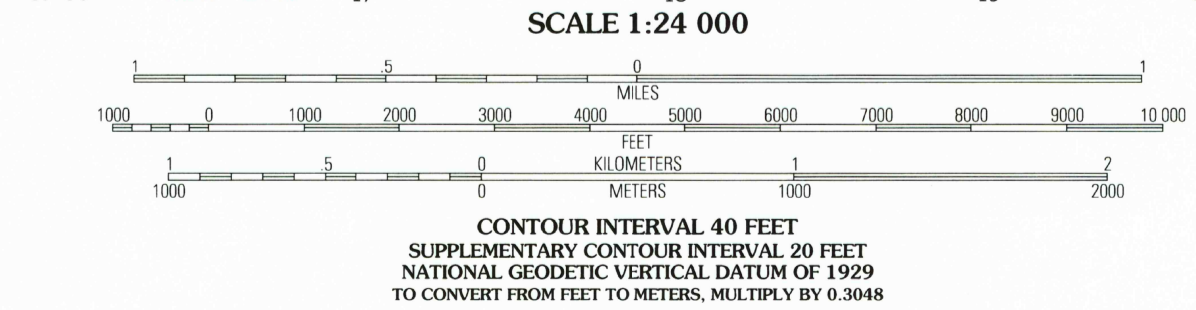 SCALE 1:24 000
1 .5 0 1
MILES
1000 0 1000 2000 3000 4000 5000 6000 7000 8000 9000 10 000
FEET
1 .5 0 KILOMETERS 1 2
1000 0 METERS 1000 2000
CONTOUR INTERVAL 40 FEET
SUPPLEMENTARY CONTOUR INTERVAL 20 FEET
NATIONAL GEODETIC VERTICAL DATUM OF 1929
TO CONVERT FROM FEET TO METERS, MULTIPLY BY 0.3048